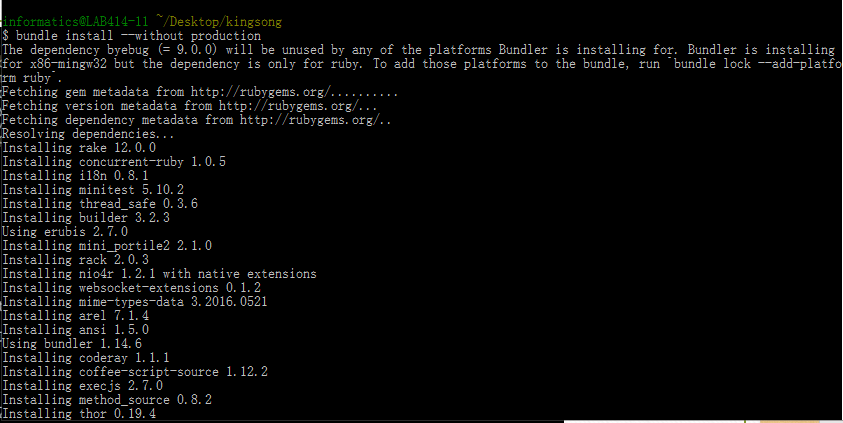 informatics@LAB414-11 ~/Desktop/kingsong
$ bundle install --without production
The dependency byebug (= 9.0.0) will be unused by any of the platforms Bundler is installing for. Bundler is installing
for x86-mingw32 but the dependency is only for ruby. To add those platforms to the bundle, run `bundle lock --add-platfo
rm ruby`.
Fetching gem metadata from http://rubygems.org/..........
Fetching version metadata from http://rubygems.org/...
Fetching dependency metadata from http://rubygems.org/..
Resolving dependencies...
Installing rake 12.0.0
Installing concurrent-ruby 1.0.5
Installing i18n 0.8.1
Installing minitest 5.10.2
Installing thread_safe 0.3.6
Installing builder 3.2.3
Using erubis 2.7.0
Installing mini_portile2 2.1.0
Installing rack 2.0.3
Installing nio4r 1.2.1 with native extensions
Installing websocket-extensions 0.1.2
Installing mime-types-data 3.2016.0521
Installing arel 7.1.4
Installing ansi 1.5.0
Using bundler 1.14.6
Installing coderay 1.1.1
Installing coffee-script-source 1.12.2
Installing execjs 2.7.0
Installing method_source 0.8.2
Installing thor 0.19.4